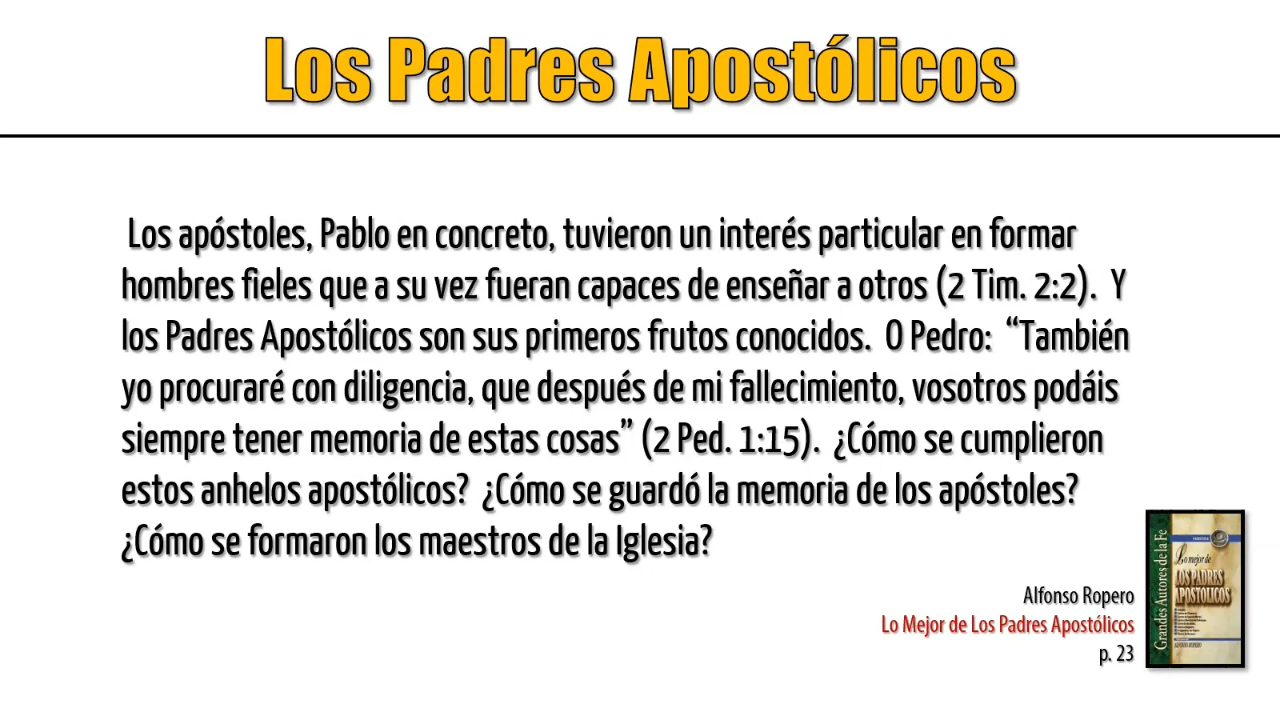 Los Padres Apostólicos
Los apóstoles, Pablo en concreto, tuvieron un interés particular en formar
hombres fieles que a su vez fueran capaces de enseñar a otros (2 Tim. 2:2). Y
los Padres Apostólicos son sus primeros frutos conocidos. O Pedro: “También
yo procuraré con diligencia, que después de mi fallecimiento, vosotros podáis
siempre tener memoria de estas cosas” (2 Ped. 1:15). ¿Cómo se cumplieron
estos anhelos apostólicos? ¿Cómo se guardó la memoria de los apóstoles?
¿Cómo se formaron los maestros de la Iglesia?
Alfonso Ropero
Lo Mejor de Los Padres Apostólicos
p. 23
Grandes Autores de la Fe
Lo mejor de
LOS PADRES
APOSTOLICOS
ALFONSO ROPERO